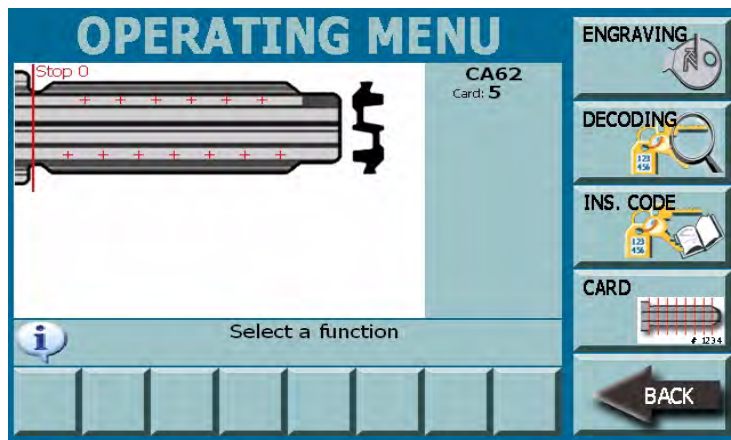 OPERATING MENU
Stop 0
CA62
Card: 5
Select a function
ENGRAVING
DECODING
123
456
INS. CODE
123
456
CARD
# 1234
BACK